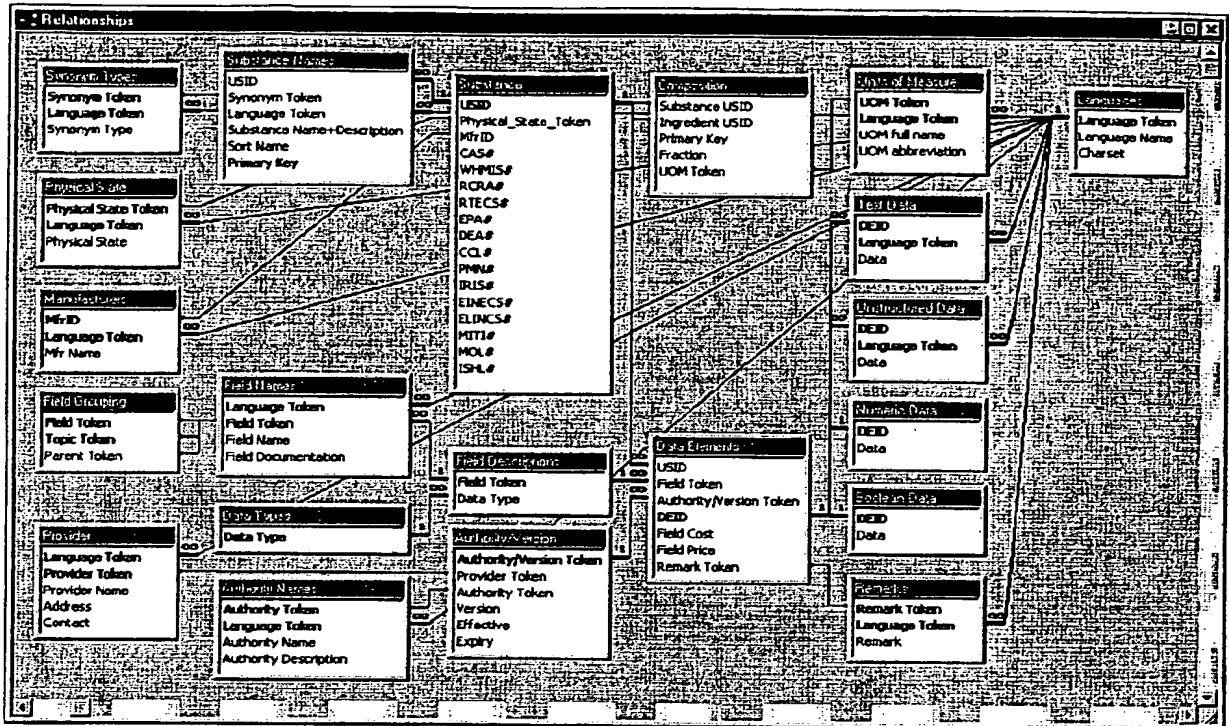 Relationships
Synonym Types
Synonym Token
Language Token
Synonym Type
Substance Names
USID
Synonym Token
Language Token
Substance Name+Description
Sort Name
Primary Key
Substance
USID
Physical_State_Token
MfrID
CAS#
WHMIS#
RCRA#
RTECS#
EPA#
DEA#
CCL#
PMN#
IRIS#
EINECS#
ELINCS#
MITI#
MOL#
ISHL#
Composition
Substance USID
Ingredient USID
Primary Key
Fraction
UOM Token
Units of Measure
UOM Token
Language Token
UOM full name
UOM abbreviation
Languages
Language Token
Language Name
Charset
Physical State
Physical State Token
Language Token
Physical State
Manufacturers
MfrID
Language Token
Mfr Name
Field Grouping
Field Token
Topic Token
Parent Token
Field Names
Language Token
Field Token
Field Name
Field Documentation
Text Data
DEID
Language Token
Data
Unstructured Data
DEID
Language Token
Data
Numeric Data
DEID
Data
Boolean Data
DEID
Data
Remarks
Remark Token
Language Token
Remark
Data Elements
USID
Field Token
Authority/Version Token
DEID
Field Cost
Field Price
Remark Token
Field Descriptions
Field Token
Data Type
Data Types
Data Type
Provider
Language Token
Provider Token
Provider Name
Address
Contact
Authority Names
Authority Token
Language Token
Authority Name
Authority Description
Authority/Version
Authority/Version Token
Provider Token
Authority Token
Version
Effective
Expiry